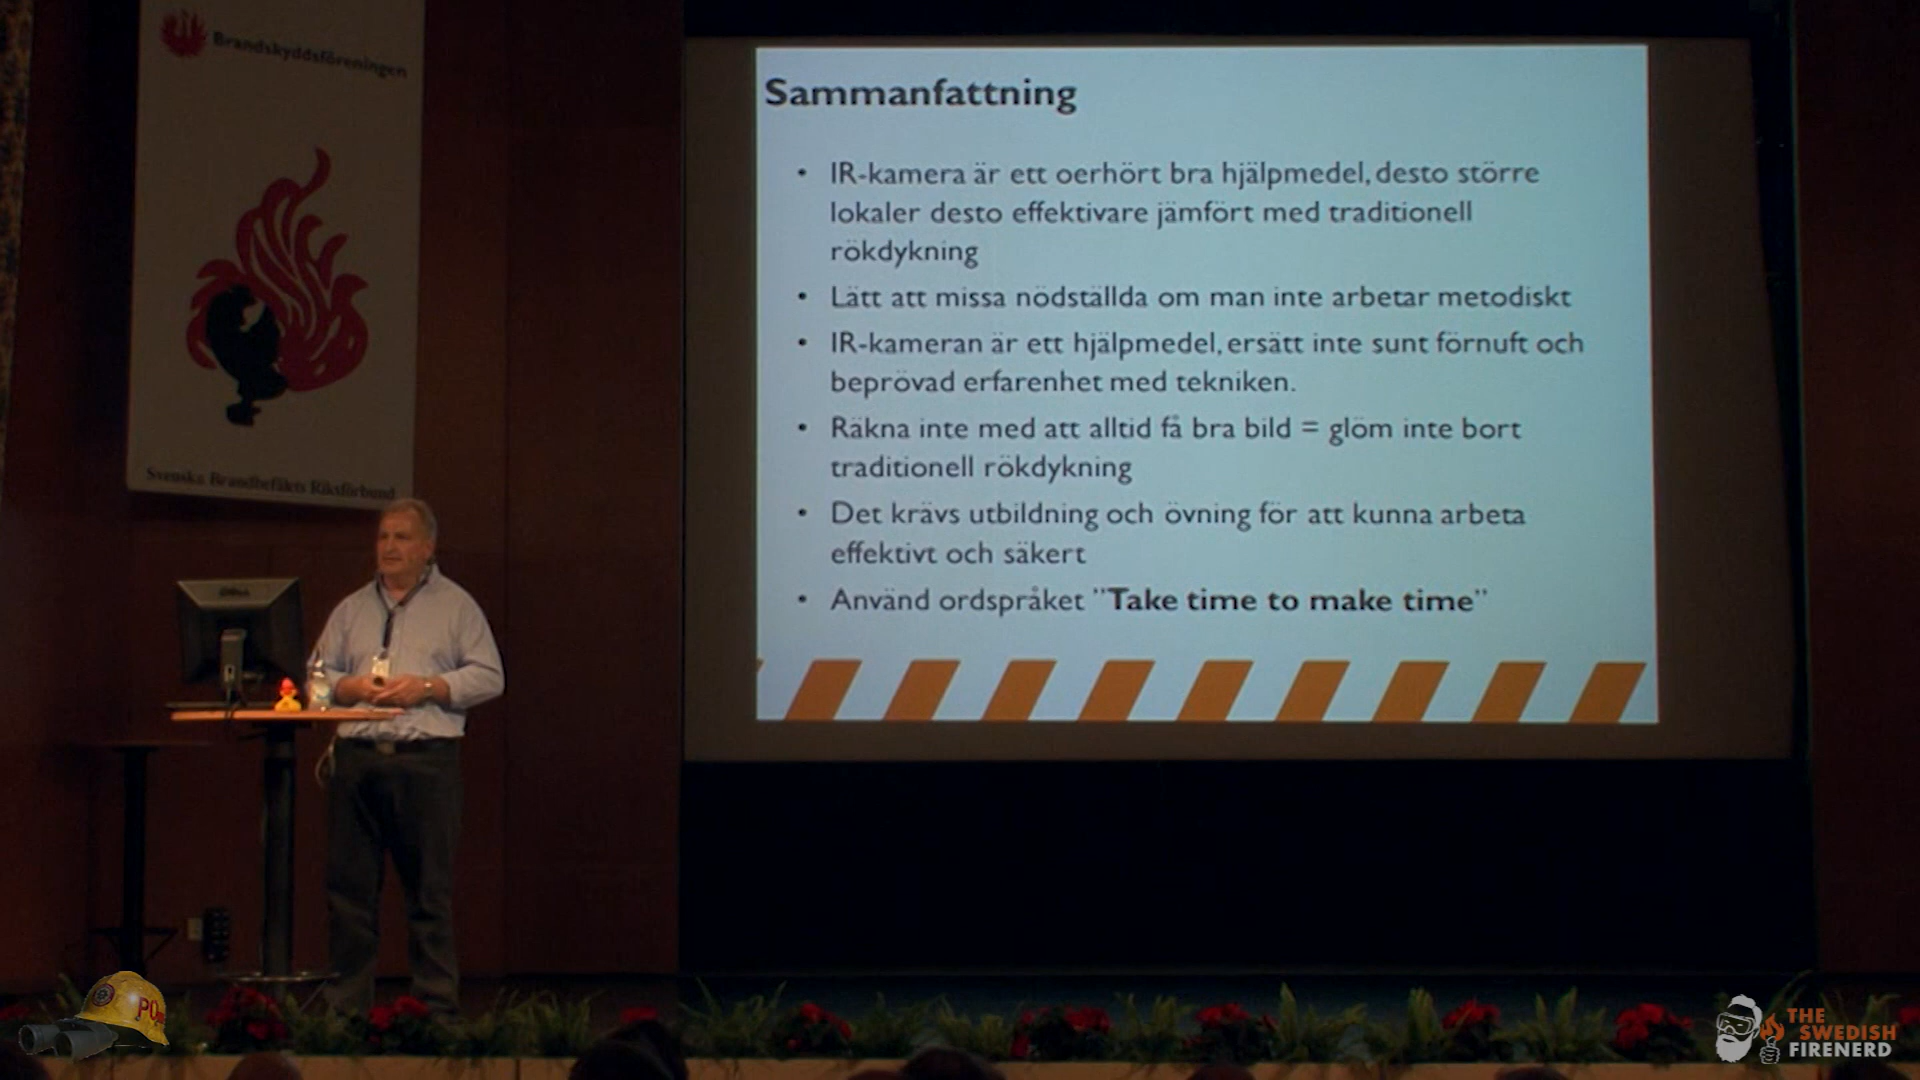 Brandskyddsföreningen
Svenska Brandbefälets Riksförbund
Sammanfattning
• IR-kamera är ett oerhört bra hjälpmedel, desto större
lokaler desto effektivare jämfört med traditionell
rökdykning
• Lätt att missa nödställda om man inte arbetar metodiskt
• IR-kameran är ett hjälpmedel, ersätt inte sunt förnuft och
beprövad erfarenhet med tekniken.
• Räkna inte med att alltid få bra bild = glöm inte bort
traditionell rökdykning
• Det krävs utbildning och övning för att kunna arbeta
effektivt och säkert
• Använd ordspråket ”Take time to make time”
THE
SWEDISH
FIRENERD